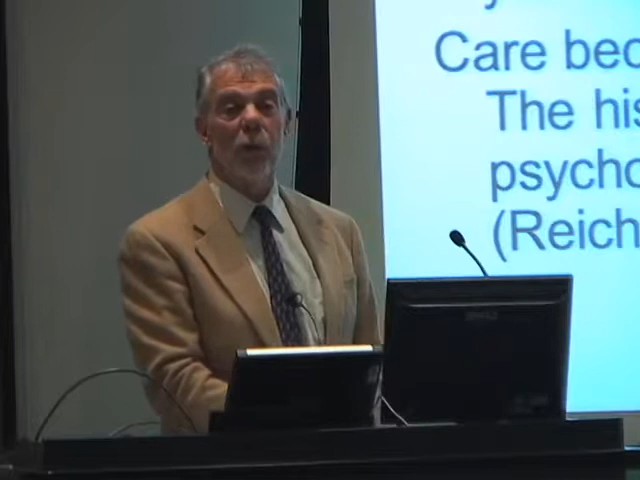 Care bec
The his
psycho
(Reich